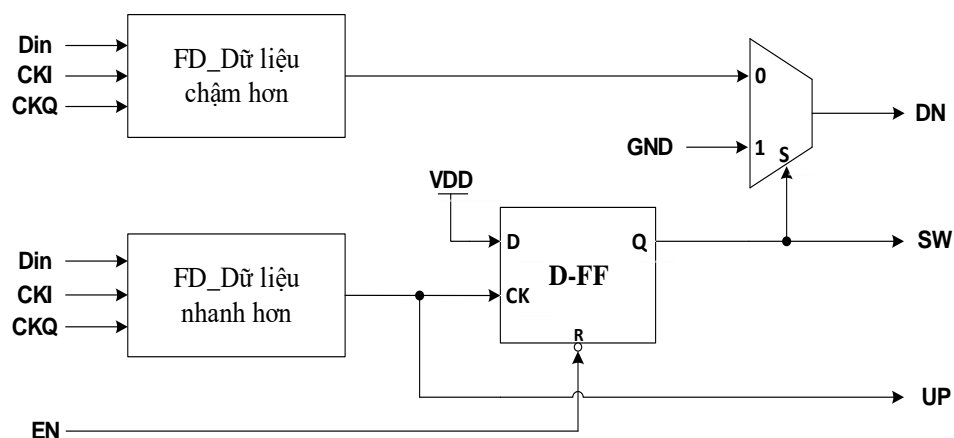 Din
CKI
CKQ
FD_Dữ liệu
chậm hơn
0
GND
1
S
DN
VDD
D
Q
SW
Din
CKI
CKQ
FD_Dữ liệu
nhanh hơn
D-FF
CK
R
UP
EN